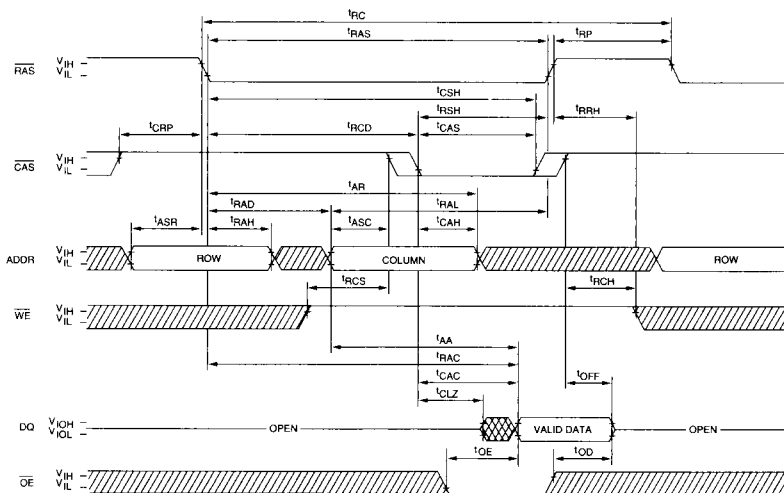 tRC
tRAS tRP
RAS VIH VIL
tCSH
tRSH tRRH
tCRP tRCD tCAS
CAS VIH VIL
tAR
tRAD tRAL
tASR tRAH tASC tCAH
ADDR VIH VIL ROW COLUMN ROW
tRCS tRCH
WE VIH VIL
tAA
tRAC
tCAC tOFF
tCLZ
DQ VIOH VIOL OPEN VALID DATA OPEN
tOE tOD
OE VIH VIL